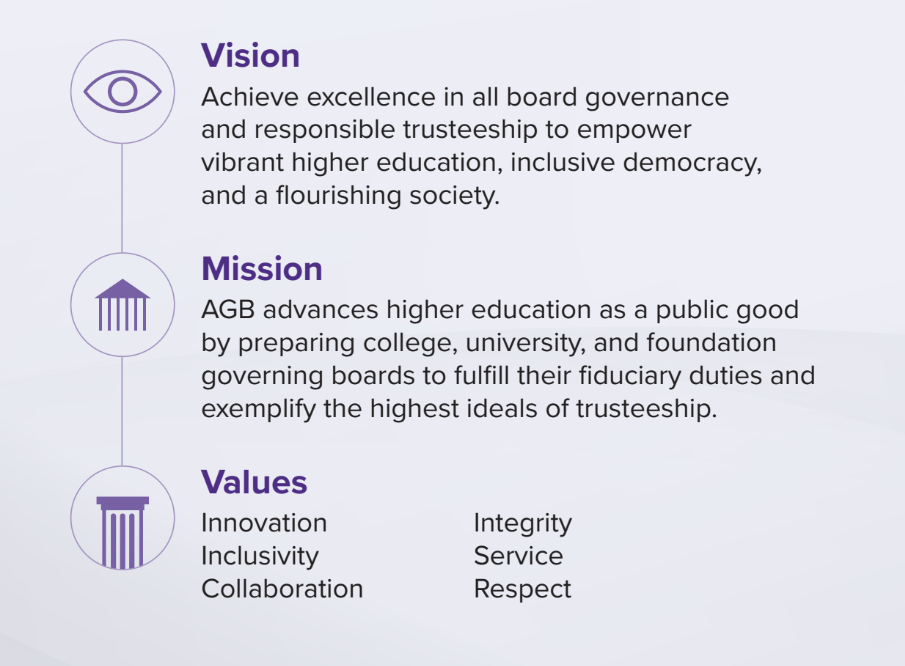 Vision
Achieve excellence in all board governance
and responsible trusteeship to empower
vibrant higher education, inclusive democracy,
and a flourishing society.
Mission
AGB advances higher education as a public good
by preparing college, university, and foundation
governing boards to fulfill their fiduciary duties and
exemplify the highest ideals of trusteeship.
Values
Innovation
Inclusivity
Collaboration
Integrity
Service
Respect